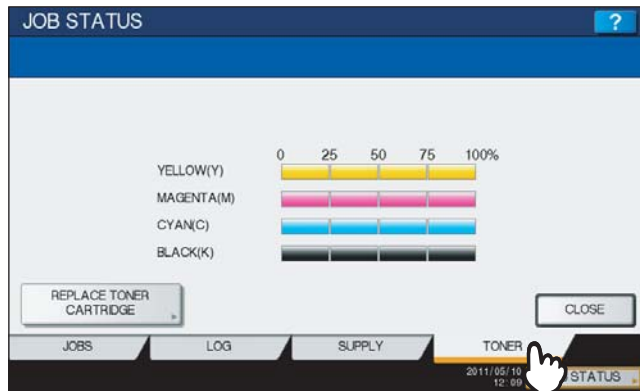 JOB STATUS
?
0 25 50 75 100%
YELLOW(Y)
MAGENTA(M)
CYAN(C)
BLACK(K)
REPLACE TONER
CARTRIDGE
CLOSE
JOBS LOG SUPPLY TONER
2011/05/10
12:09
STATUS